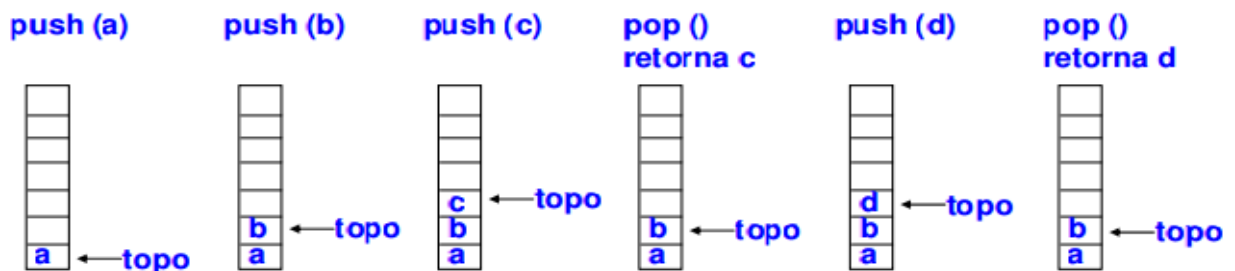 push (a)
push (b)
push (c)
pop ()
retorna c
push (d)
pop ()
retorna d
a
topo
b
topo
a
c
topo
b
a
b
topo
a
d
topo
b
a
b
topo
a